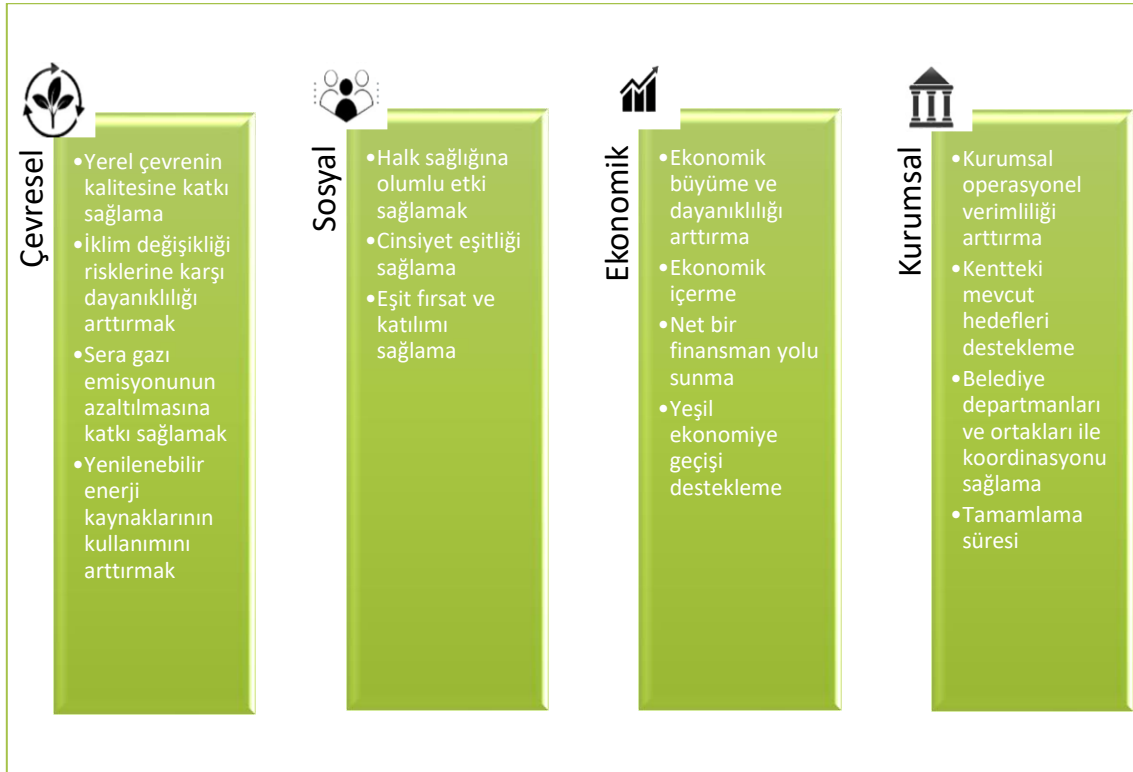 Çevresel
•Yerel çevrenin
kalitesine katkı
sağlama
•İklim değişikliği
risklerine karşı
dayanıklılığı
arttırmak
•Sera gazı
emisyonunun
azaltılmasına
katkı sağlamak
•Yenilenebilir
enerji
kaynaklarının
kullanımını
arttırmak
Sosyal
•Halk sağlığına
olumlu etki
sağlamak
•Cinsiyet eşitliği
sağlama
•Eşit fırsat ve
katılımı
sağlama
Ekonomik
•Ekonomik
büyüme ve
dayanıklılığı
arttırma
•Ekonomik
içerme
•Net bir
finansman yolu
sunma
•Yeşil
ekonomiye
geçişi
destekleme
Kurumsal
•Kurumsal
operasyonel
verimliliği
arttırma
•Kentteki
mevcut
hedefleri
destekleme
•Belediye
departmanları
ve ortakları ile
koordinasyonu
sağlama
•Tamamlama
süresi